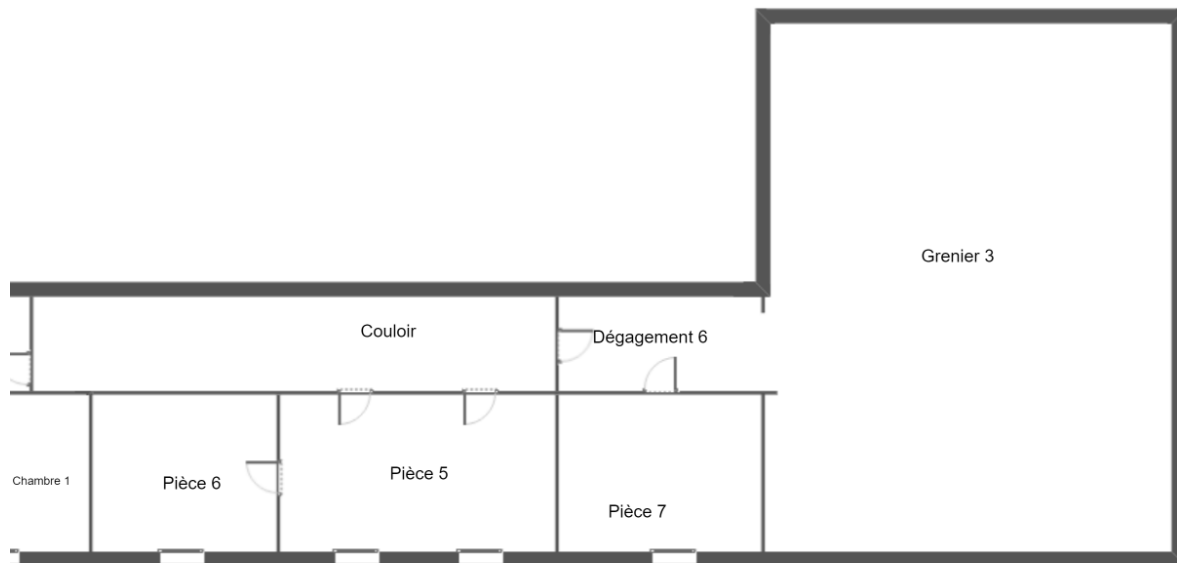 Grenier 3
Couloir
Dégagement 6
Chambre 1
Pièce 6
Pièce 5
Pièce 7